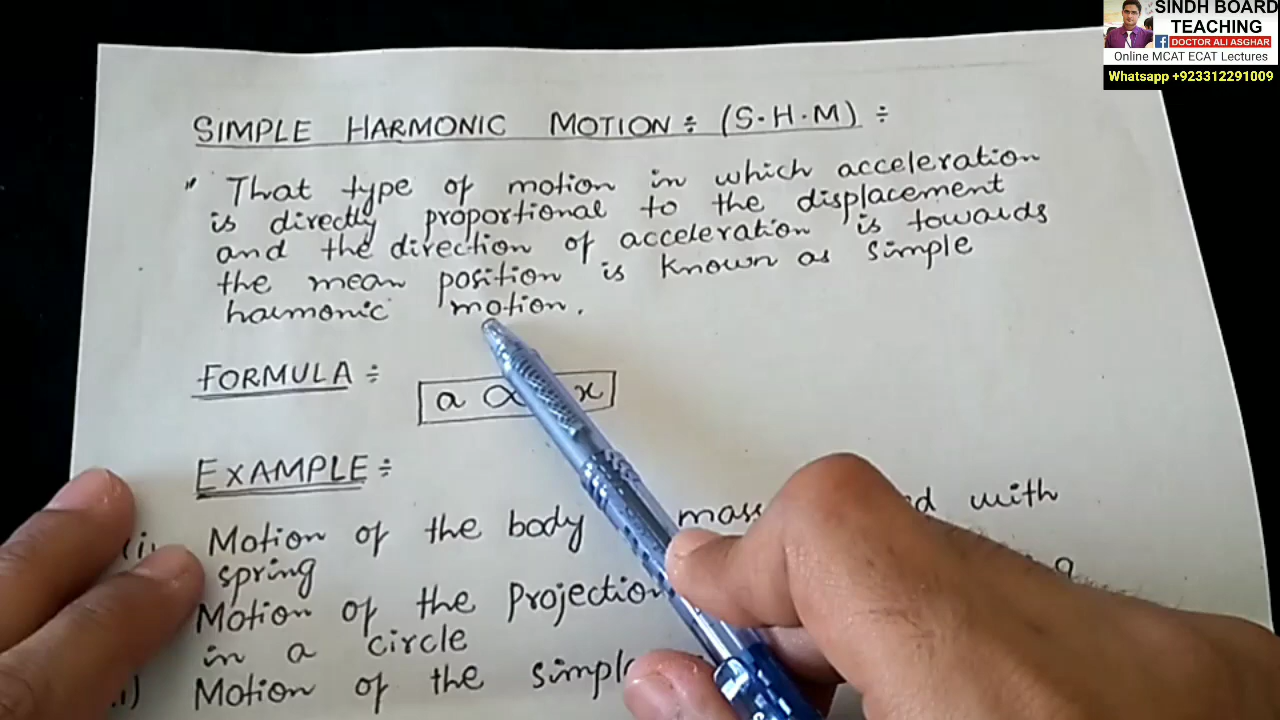 SINDH BOARD
TEACHING
DOCTOR ALI ASGHAR
Online MCAT ECAT Lectures
Whatsapp +923312291009
SIMPLE HARMONIC MOTION÷ (S.H.M) ÷
" That type of motion in which acceleration
is directly proportional to the displacement
and the direction of acceleration is towards
the mean position is known as simple
harmonic motion.
FORMULA ÷
a ∝ x
EXAMPLE ÷
Motion of the body mass with
spring
Motion of the projection
in a circle
Motion of the